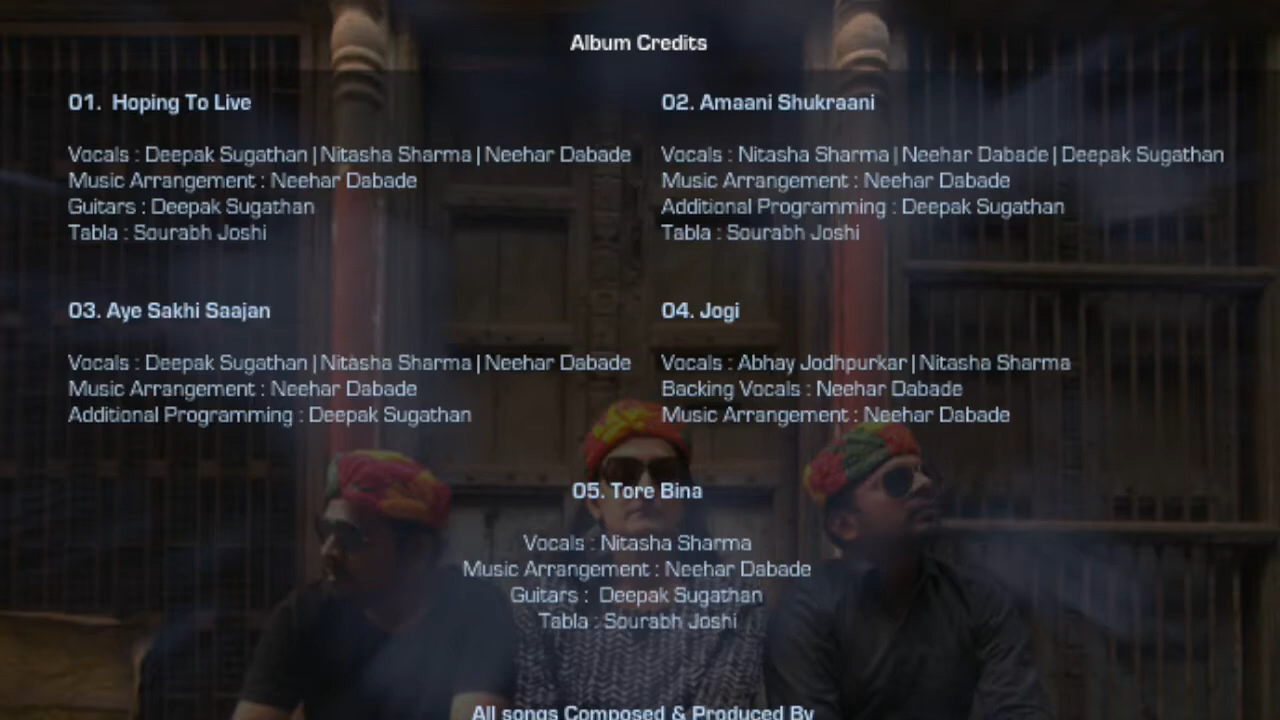 Album Credits
01. Hoping To Live
Vocals : Deepak Sugathan | Nitasha Sharma | Neehar Dabade
Music Arrangement : Neehar Dabade
Guitars : Deepak Sugathan
Tabla : Sourabh Joshi
02. Amaani Shukraani
Vocals : Nitasha Sharma | Neehar Dabade | Deepak Sugathan
Music Arrangement : Neehar Dabade
Additional Programming : Deepak Sugathan
Tabla : Sourabh Joshi
03. Aye Sakhi Saajan
Vocals : Deepak Sugathan | Nitasha Sharma | Neehar Dabade
Music Arrangement : Neehar Dabade
Additional Programming : Deepak Sugathan
04. Jogi
Vocals : Abhay Jodhpurkar | Nitasha Sharma
Backing Vocals : Neehar Dabade
Music Arrangement : Neehar Dabade
05. Tore Bina
Vocals : Nitasha Sharma
Music Arrangement : Neehar Dabade
Guitars : Deepak Sugathan
Tabla : Sourabh Joshi
All songs Composed & Produced By